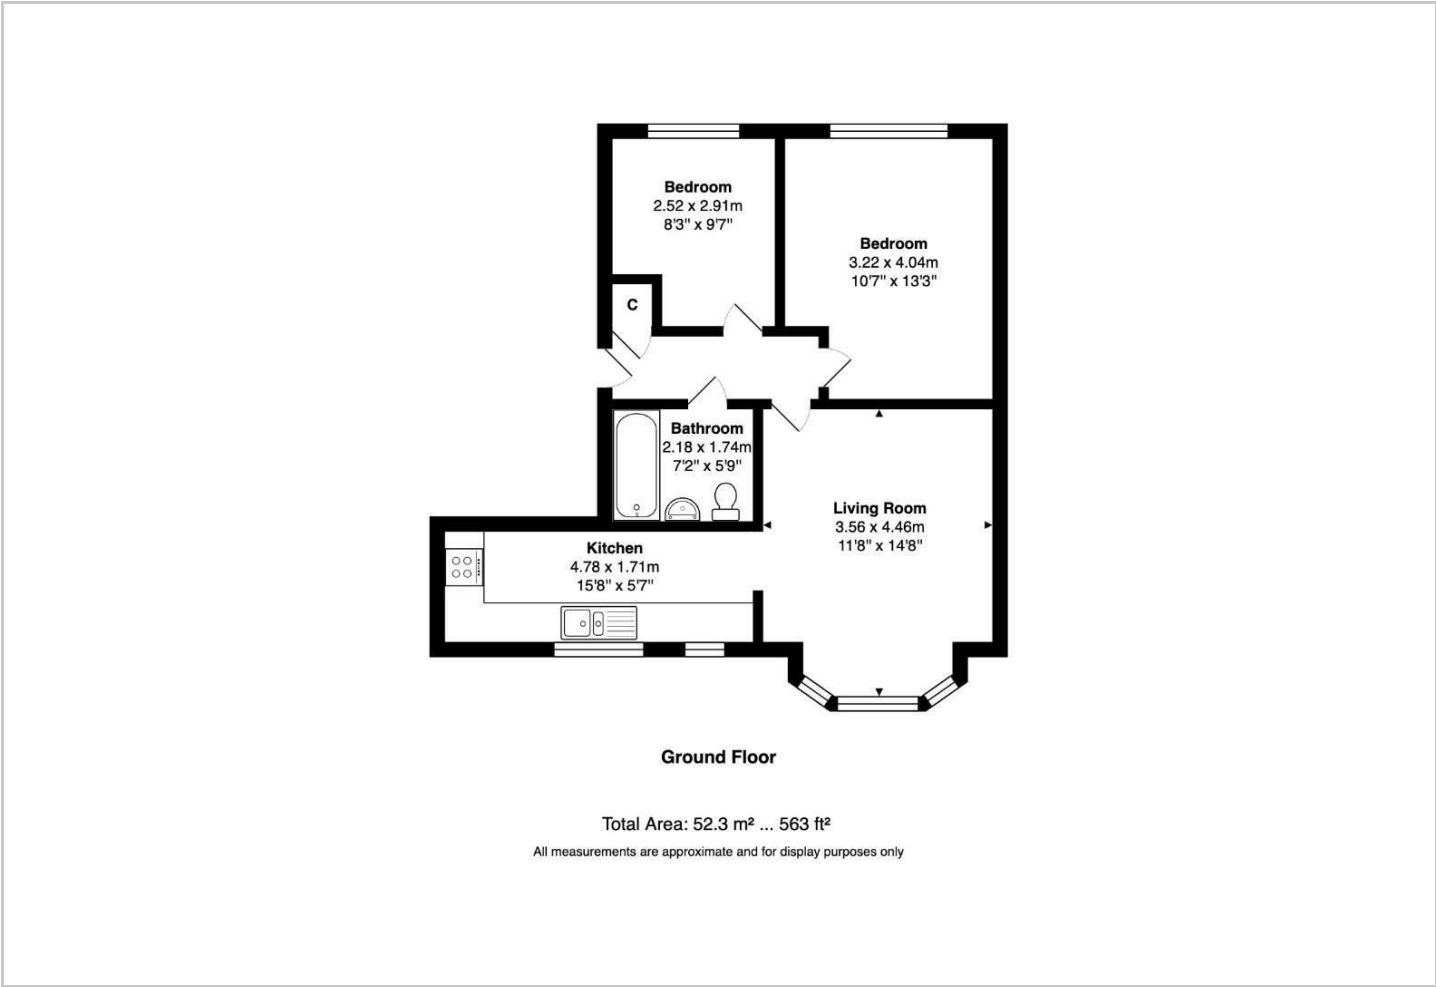 Bedroom
2.52 x 2.91m
8'3" x 9'7"
Bedroom
3.22 x 4.04m
10'7" x 13'3"
C
Bathroom
2.18 x 1.74m
7'2" x 5'9"
Living Room
3.56 x 4.46m
11'8" x 14'8"
Kitchen
4.78 x 1.71m
15'8" x 5'7"
Ground Floor
Total Area: 52.3 m² ... 563 ft²
All measurements are approximate and for display purposes only